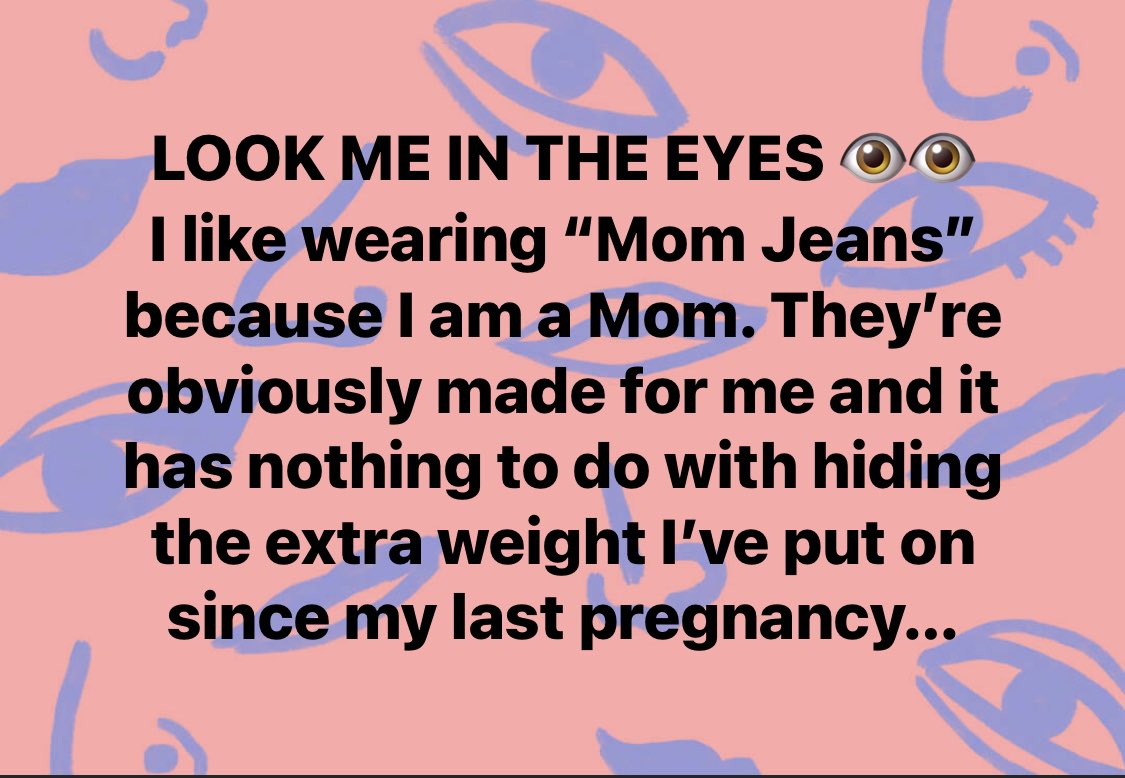 LOOK ME IN THE EYES 👁️👁️
I like wearing “Mom Jeans”
because I am a Mom. They’re
obviously made for me and it
has nothing to do with hiding
the extra weight I’ve put on
since my last pregnancy...